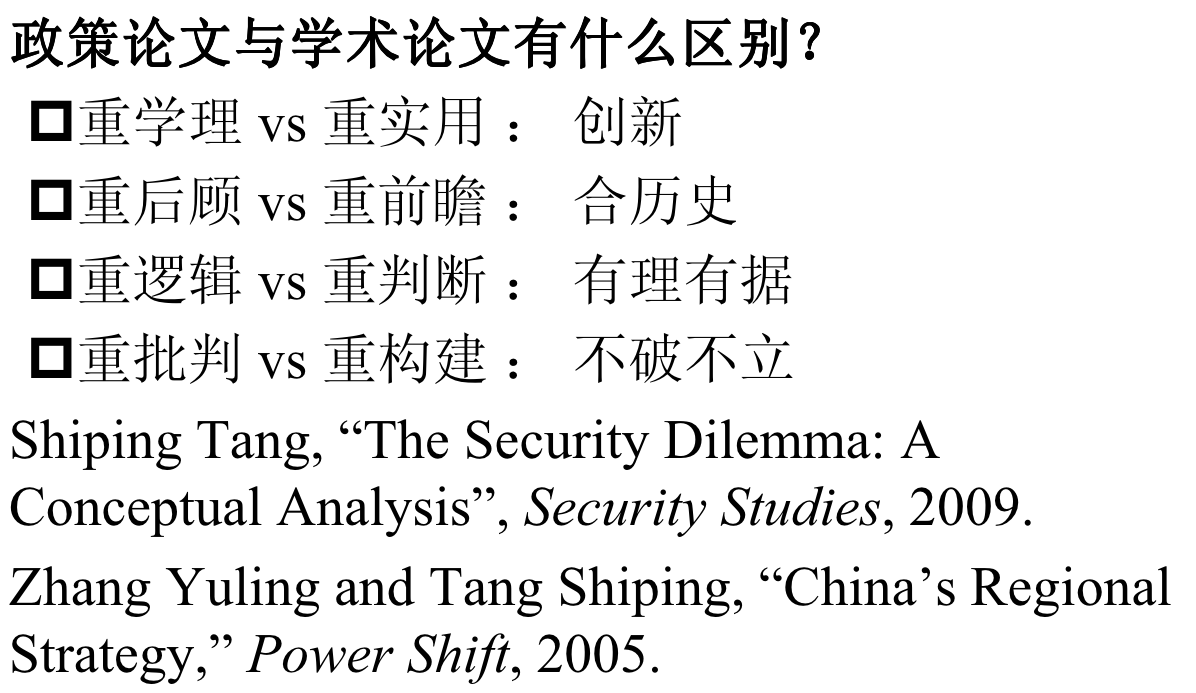 政策论文与学术论文有什么区别?
重学理 vs 重实用： 创新
重后顾 vs 重前瞻： 合历史
重逻辑 vs 重判断： 有理有据
重批判 vs 重构建： 不破不立
Shiping Tang, “The Security Dilemma: A
Conceptual Analysis”, Security Studies, 2009.
Zhang Yuling and Tang Shiping, “China’s Regional
Strategy,” Power Shift, 2005.